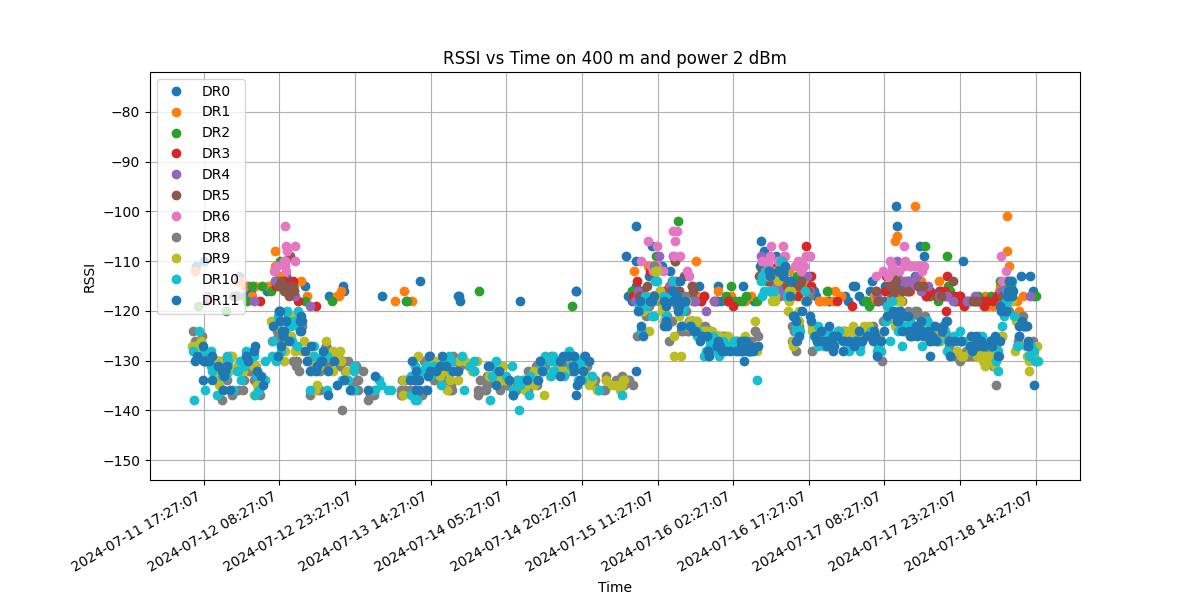 RSSI vs Time on 400 m and power 2 dBm
DR0
DR1
DR2
DR3
DR4
DR5
DR6
DR8
DR9
DR10
DR11
RSSI
−80
−90
−100
−110
−120
−130
−140
−150
2024-07-11 17:27:07
2024-07-12 08:27:07
2024-07-12 23:27:07
2024-07-13 14:27:07
2024-07-14 05:27:07
2024-07-14 20:27:07
2024-07-15 11:27:07
2024-07-16 02:27:07
2024-07-16 17:27:07
2024-07-17 08:27:07
2024-07-17 23:27:07
2024-07-18 14:27:07
Time